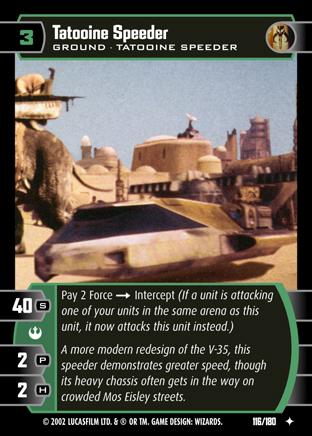 3
Tatooine Speeder
GROUND · TATOOINE SPEEDER
40 S
Pay 2 Force → Intercept (If a unit is attacking
one of your units in the same arena as this
unit, it now attacks this unit instead.)
2 P
2 H
A more modern redesign of the V-35, this
speeder demonstrates greater speed, though
its heavy chassis often gets in the way on
crowded Mos Eisley streets.
© 2002 LUCASFILM LTD. & ® OR TM. GAME DESIGN: WIZARDS.
116/180